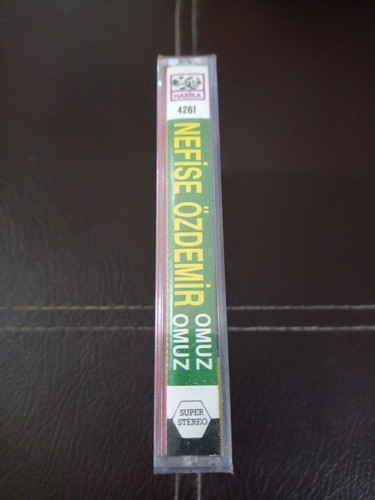 HARİKA
4261
NEFİSE ÖZDEMİR
OMUZ
OMUZ
SUPER
STEREO